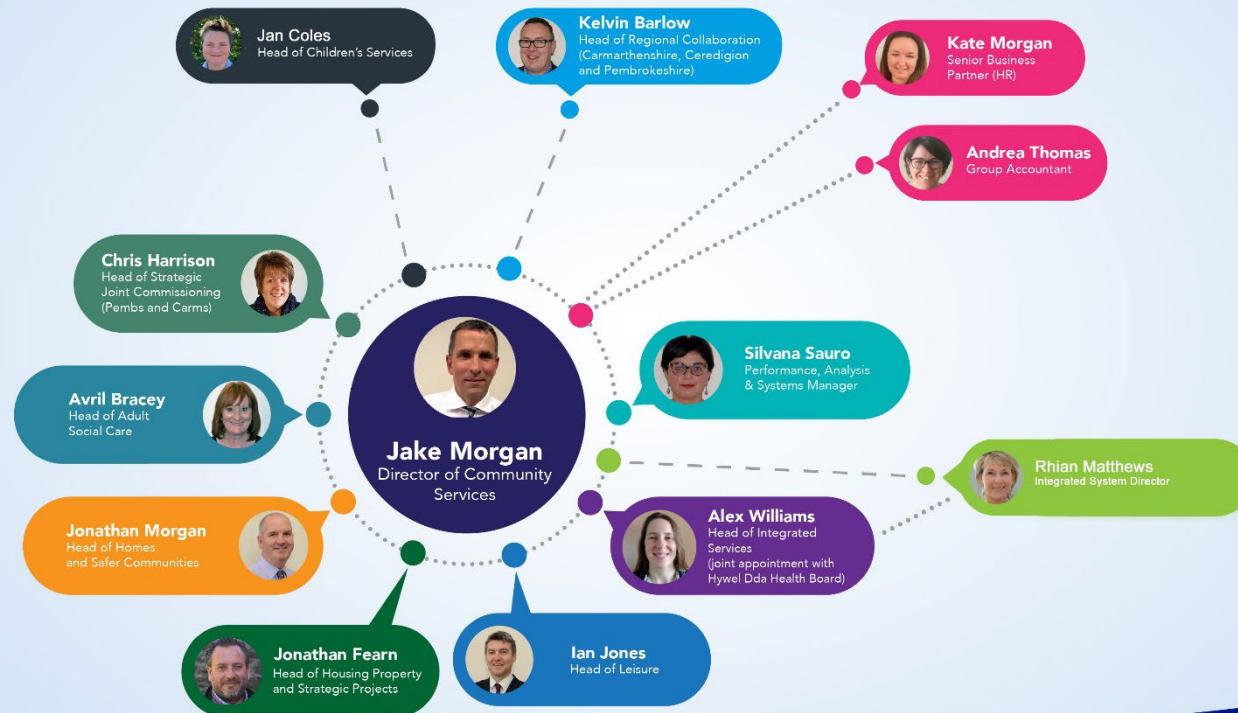 Jan Coles
Head of Children's Services
Kelvin Barlow
Head of Regional Collaboration
(Carmarthenshire, Ceredigion
and Pembrokeshire)
Kate Morgan
Senior Business
Partner (HR)
Andrea Thomas
Group Accountant
Chris Harrison
Head of Strategic
Joint Commissioning
(Pembs and Carms)
Silvana Sauro
Performance, Analysis
& Systems Manager
Avril Bracey
Head of Adult
Social Care
Jake Morgan
Director of Community
Services
Rhian Matthews
Integrated System Director
Jonathan Morgan
Head of Homes
and Safer Communities
Alex Williams
Head of Integrated
Services
(joint appointment with
Hywel Dda Health Board)
Jonathan Fearn
Head of Housing Property
and Strategic Projects
Ian Jones
Head of Leisure